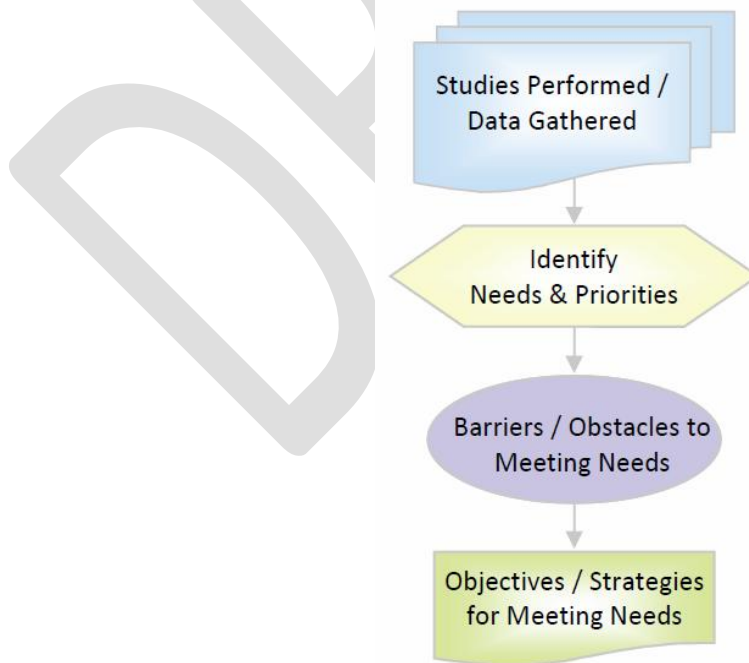 Studies Performed /
Data Gathered
Identify
Needs & Priorities
Barriers / Obstacles to
Meeting Needs
Objectives / Strategies
for Meeting Needs